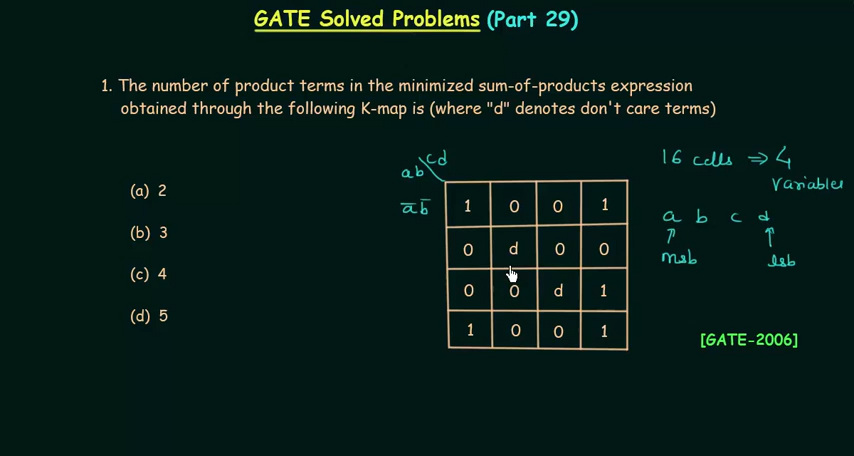 GATE Solved Problems (Part 29)
1. The number of product terms in the minimized sum-of-products expression
obtained through the following K-map is (where "d" denotes don't care terms)
(a) 2
(b) 3
(c) 4
(d) 5
cd
ab
a̅ b̅
1 0 0 1
0 d 0 0
0 0 d 1
1 0 0 1
16 cells ⇒ 4
variables
a b c d
↑ ↑
msb lsb
[GATE-2006]